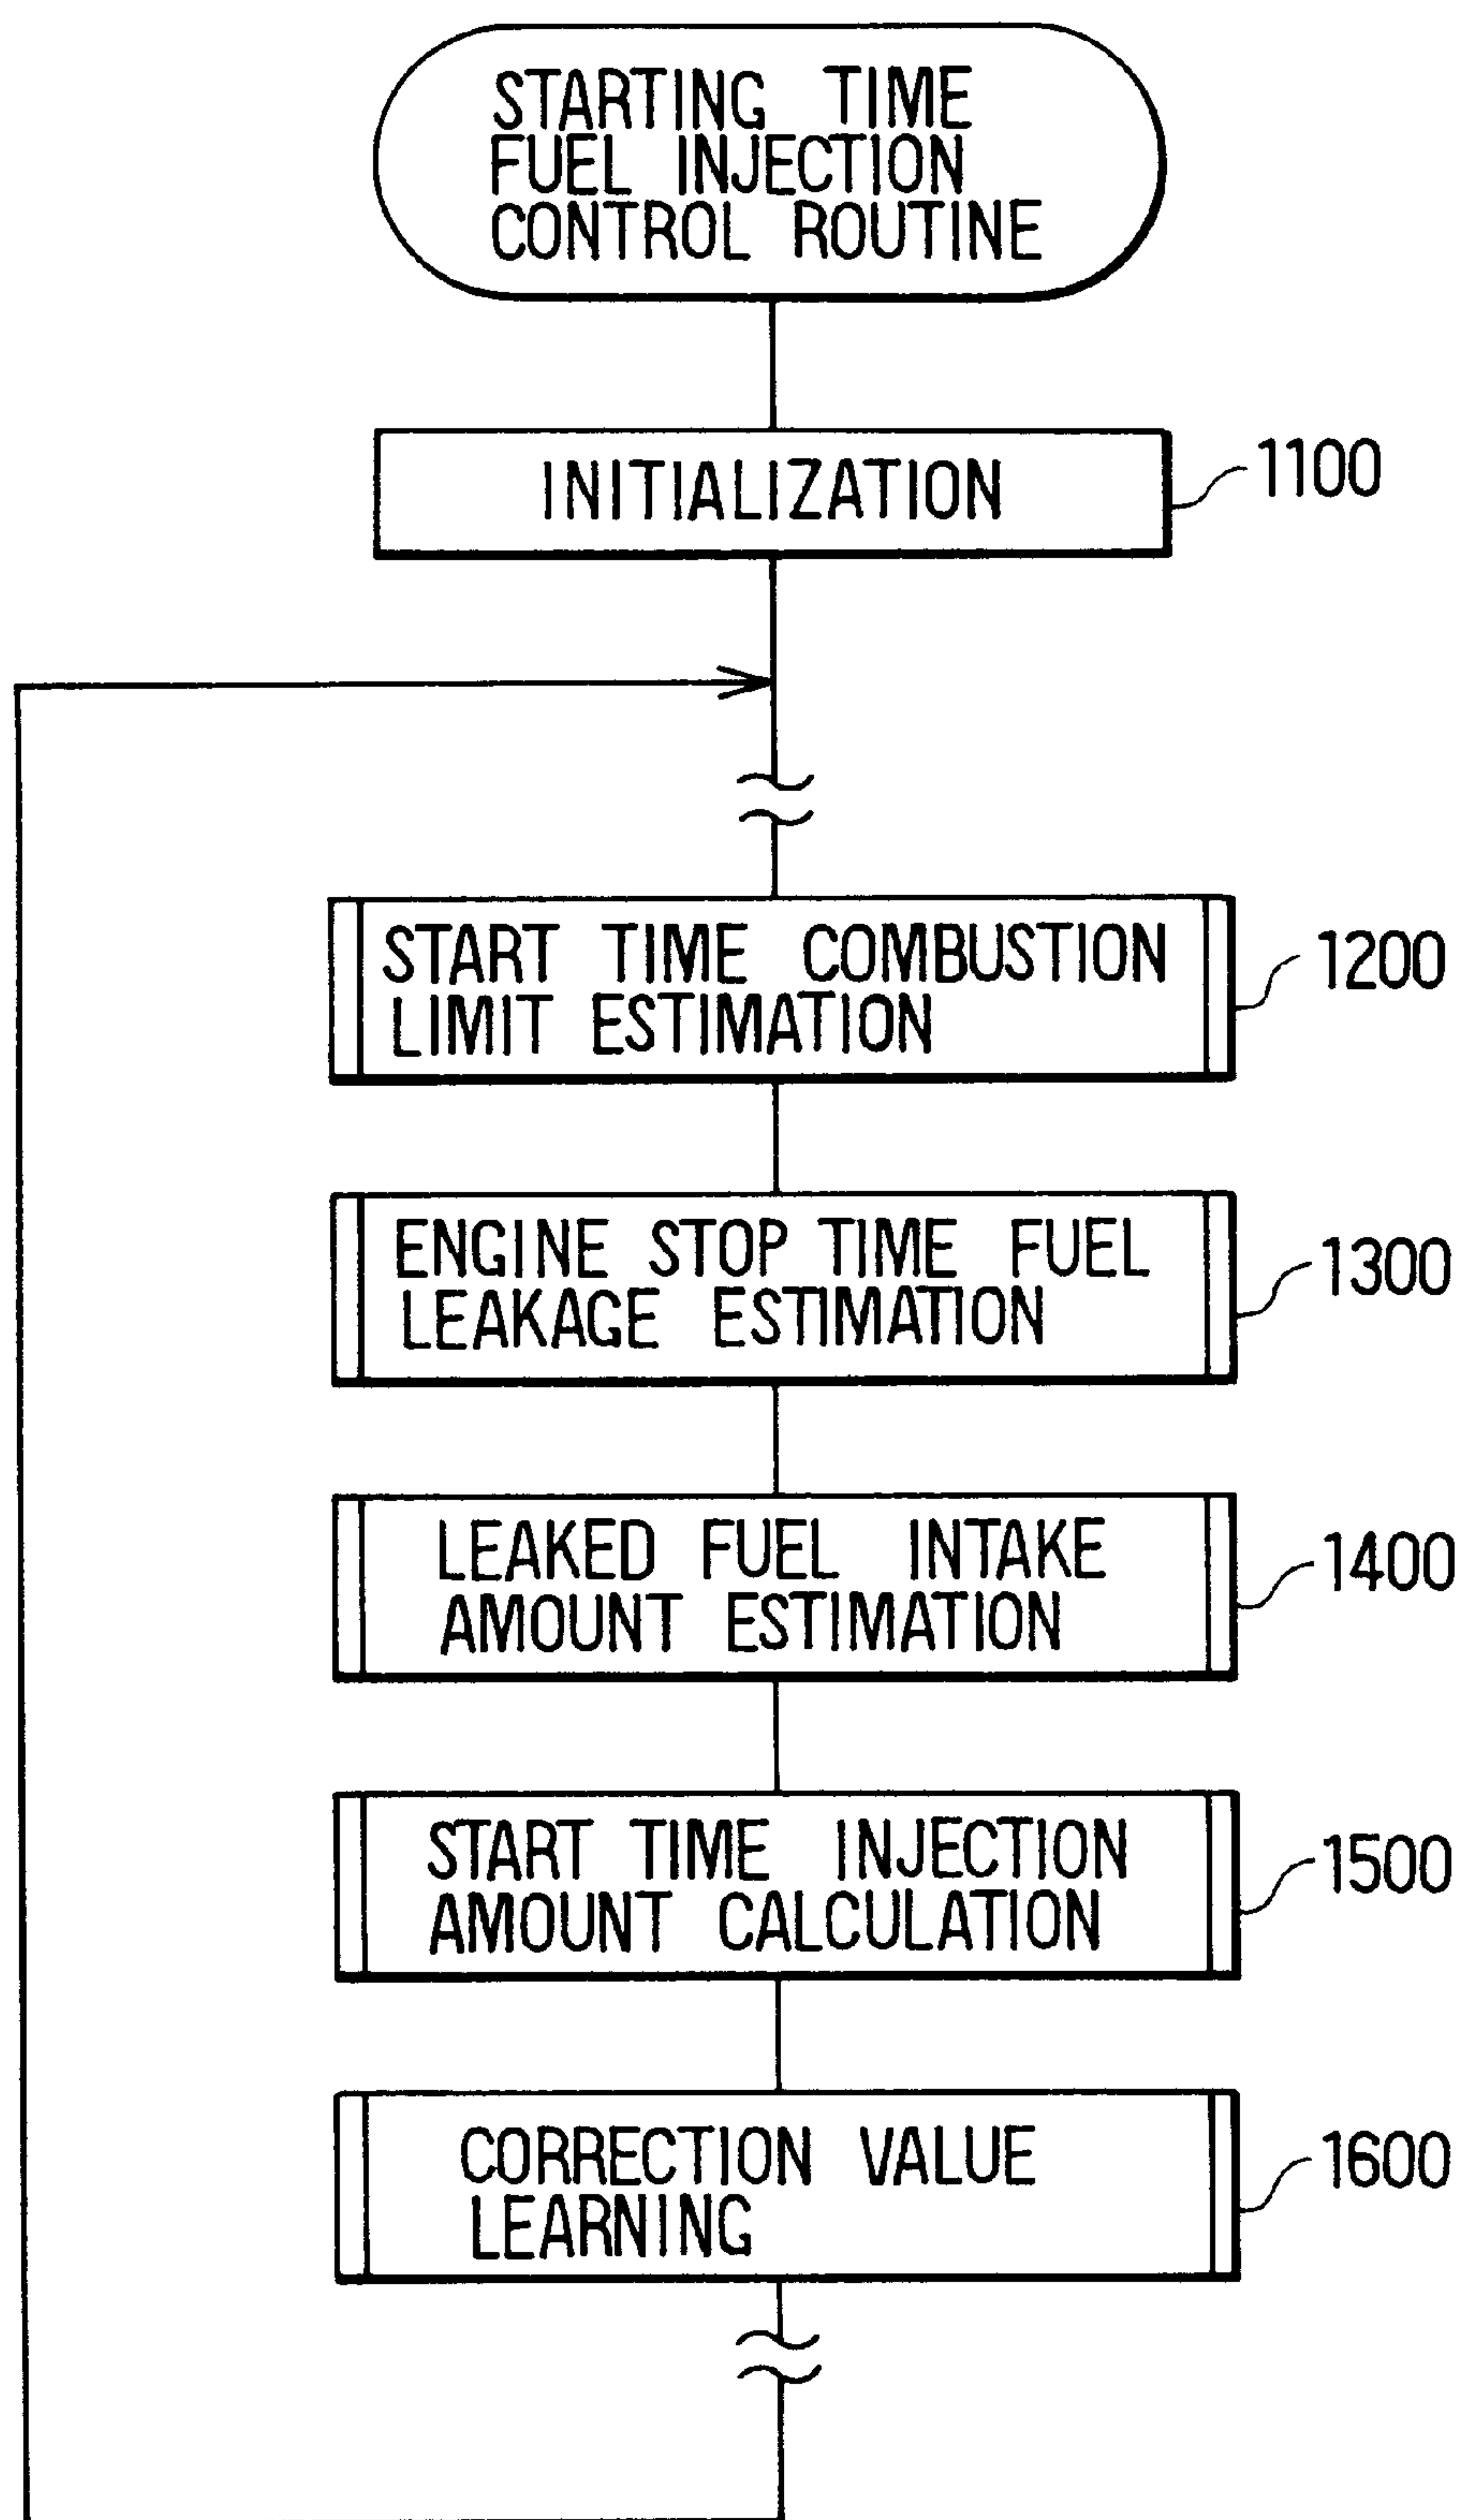 STARTING TIME
FUEL INJECTION
CONTROL ROUTINE
INITIALIZATION
1100
START TIME COMBUSTION
LIMIT ESTIMATION
1200
ENGINE STOP TIME FUEL
LEAKAGE ESTIMATION
1300
LEAKED FUEL INTAKE
AMOUNT ESTIMATION
1400
START TIME INJECTION
AMOUNT CALCULATION
1500
CORRECTION VALUE
LEARNING
1600